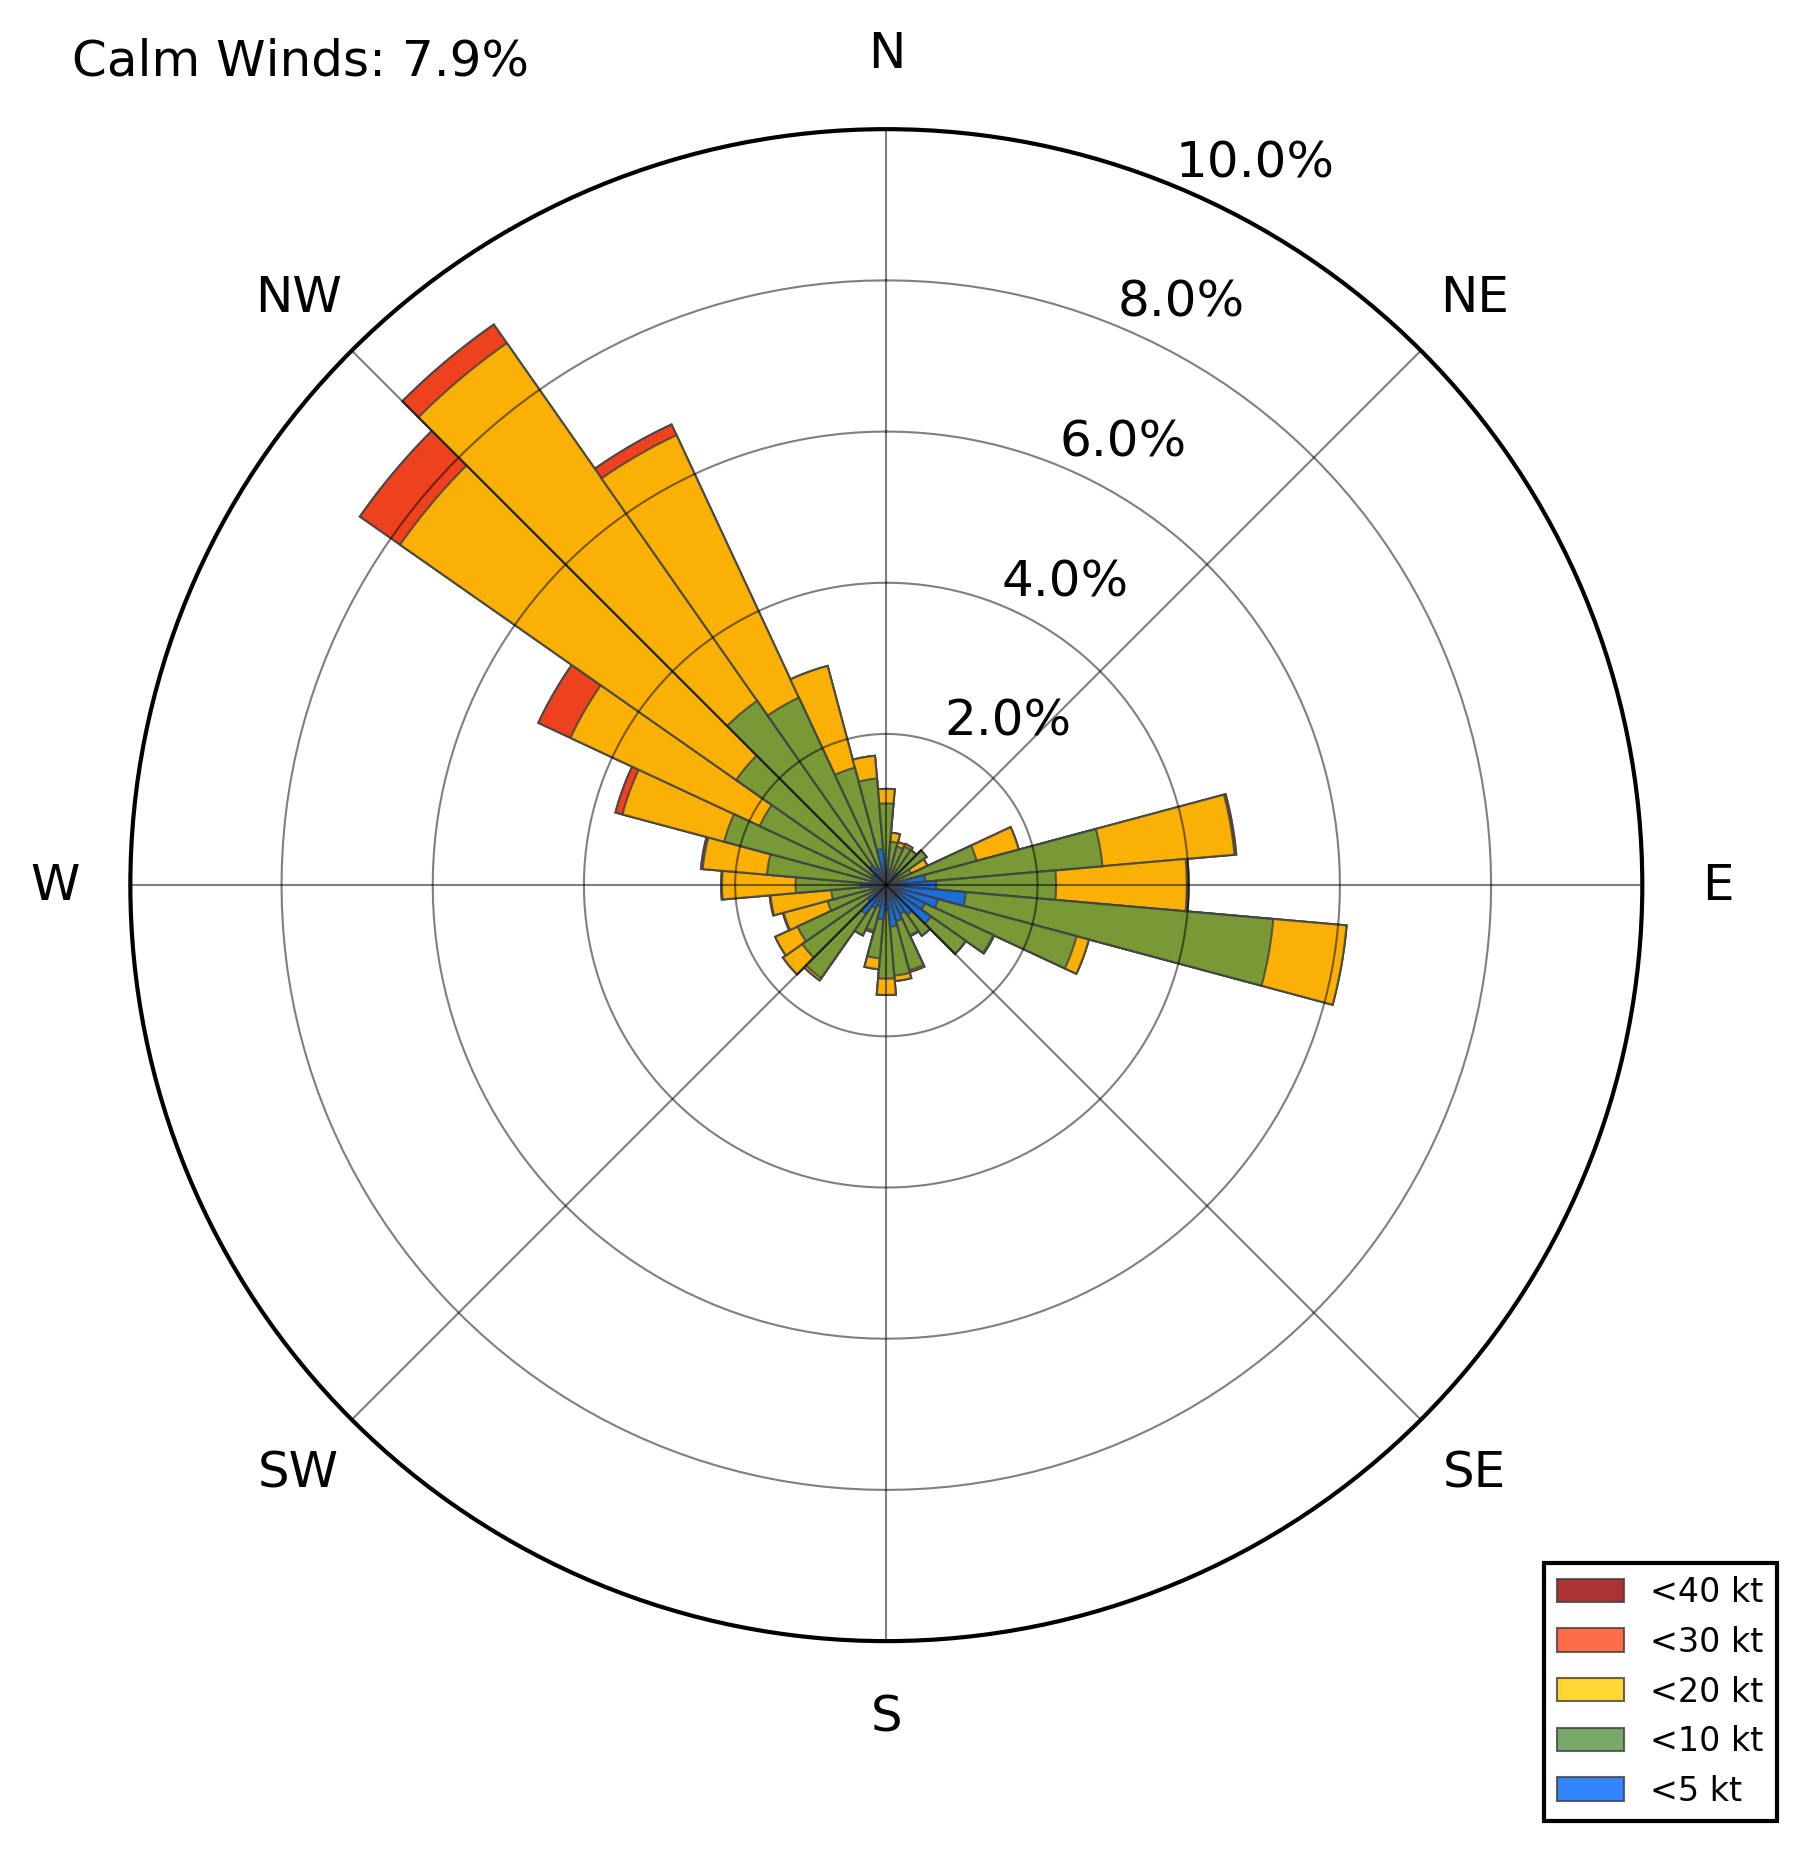 Calm Winds: 7.9%
N
10.0%
NW
8.0%
NE
6.0%
4.0%
2.0%
W
E
SW
SE
S
<40 kt
<30 kt
<20 kt
<10 kt
<5 kt